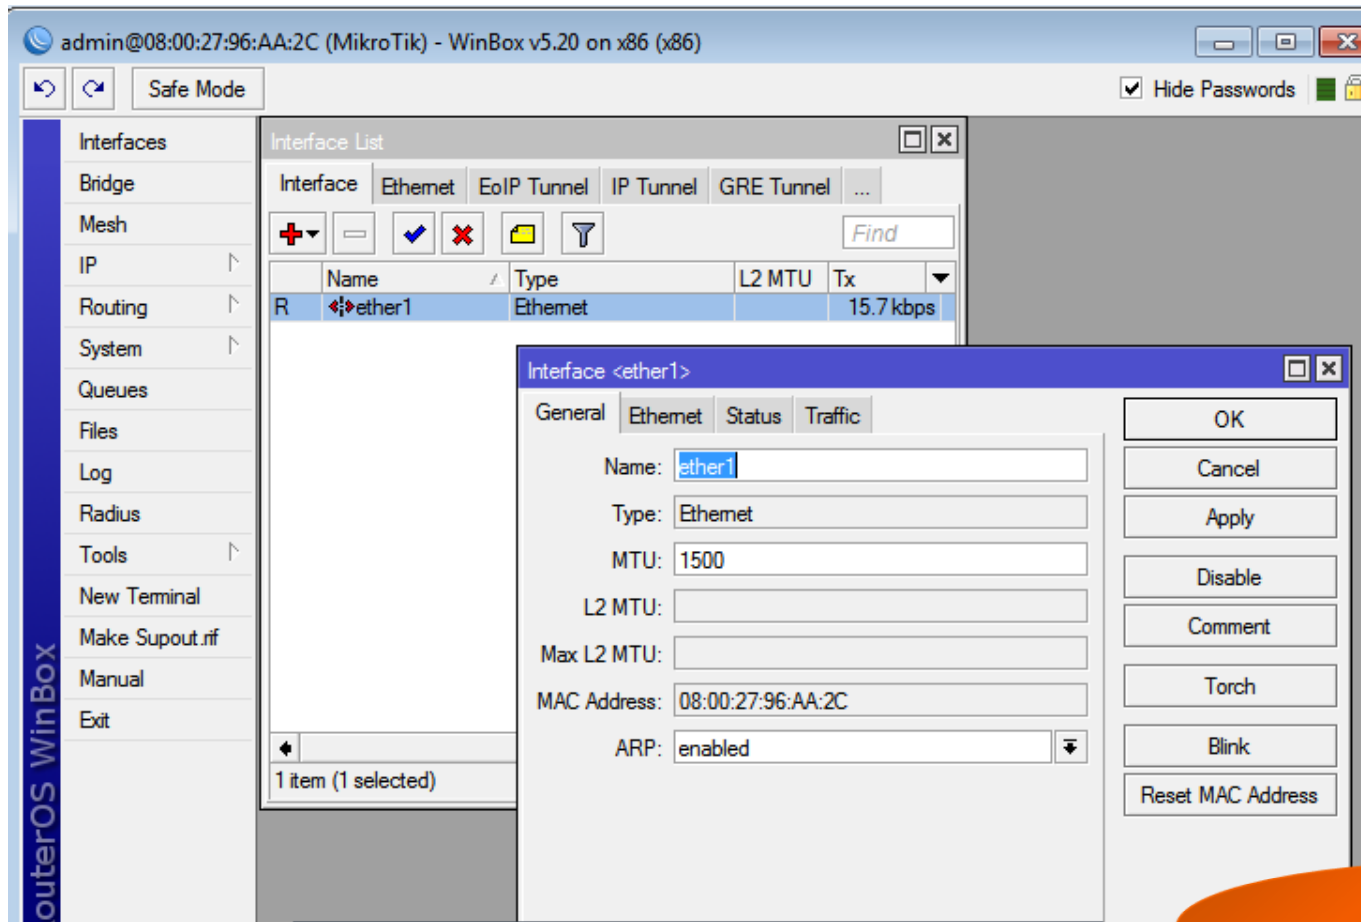 admin@08:00:27:96:AA:2C (MikroTik) - WinBox v5.20 on x86 (x86)
Safe Mode
Hide Passwords
Interfaces
Bridge
Mesh
IP
Routing
System
Queues
Files
Log
Radius
Tools
New Terminal
Make Supout.rif
Manual
Exit
outerOS WinBox
Interface List
Interface Ethernet EoIP Tunnel IP Tunnel GRE Tunnel ...
Find
Name Type L2 MTU Tx
R ether1 Ethernet 15.7 kbps
1 item (1 selected)
Interface <ether1>
General Ethernet Status Traffic
Name: ether1
Type: Ethernet
MTU: 1500
L2 MTU:
Max L2 MTU:
MAC Address: 08:00:27:96:AA:2C
ARP: enabled
OK
Cancel
Apply
Disable
Comment
Torch
Blink
Reset MAC Address